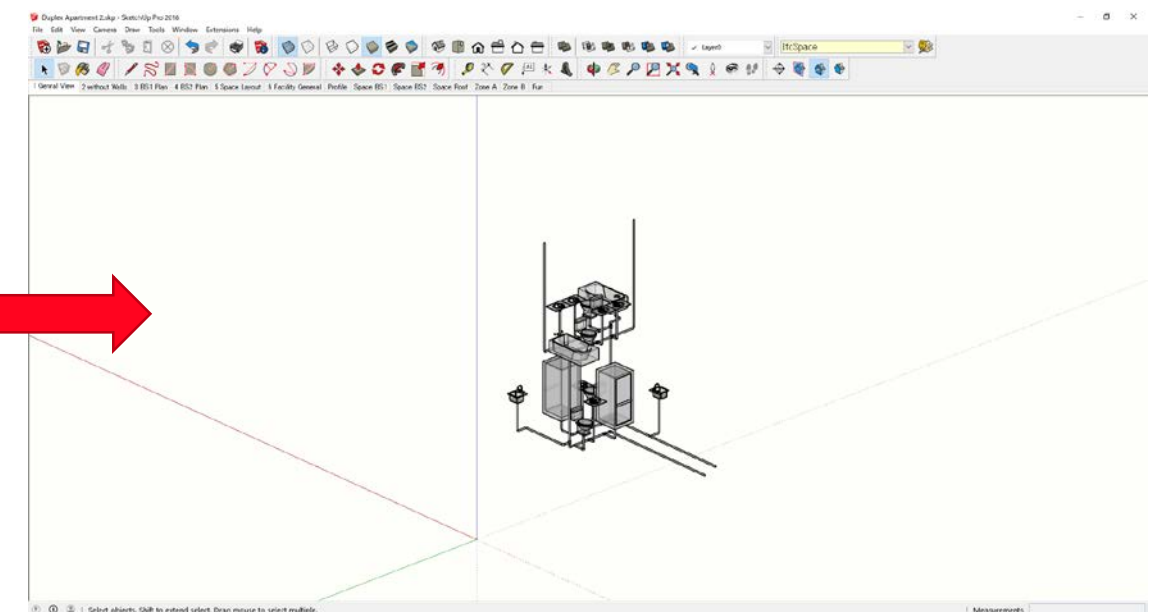 Duplex Apartment 2.skp - SketchUp Pro 2016
File Edit View Camera Draw Tools Window Extensions Help
Layer0 IfcSpace
1 Genral View 2 without Walls 3 BS1 Plan 4 BS2 Plan 5 Space Layout 6 Facility General Profile Space BS1 Space BS2 Space Roof Zone A Zone B Fur
Select objects. Shift to extend select. Drag mouse to select multiple. Measurements